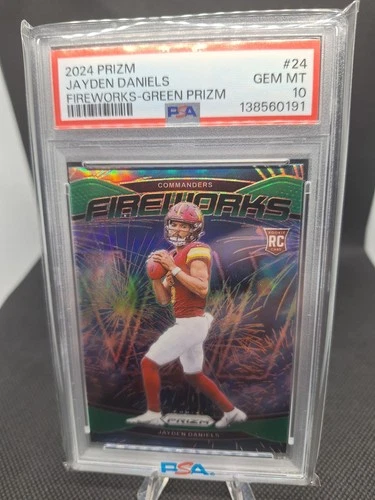 2024 PRIZM #24
JAYDEN DANIELS GEM MT
FIREWORKS-GREEN PRIZM 10
PSA 138560191
COMMANDERS
FIREWORKS
RC
PRIZM
JAYDEN DANIELS
PSA